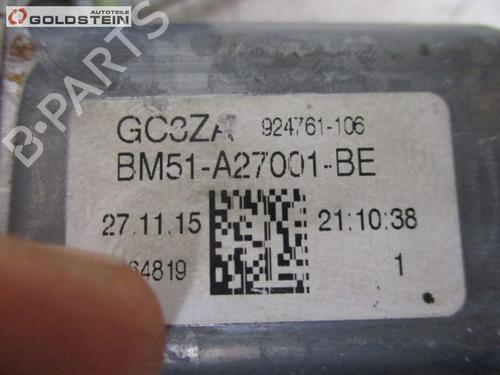 AUTOTEILE
GOLDSTEIN
B-PARTS
GC3ZA 924761-106
BM51-A27001-BE
27.11.15 21:10:38
64819 1